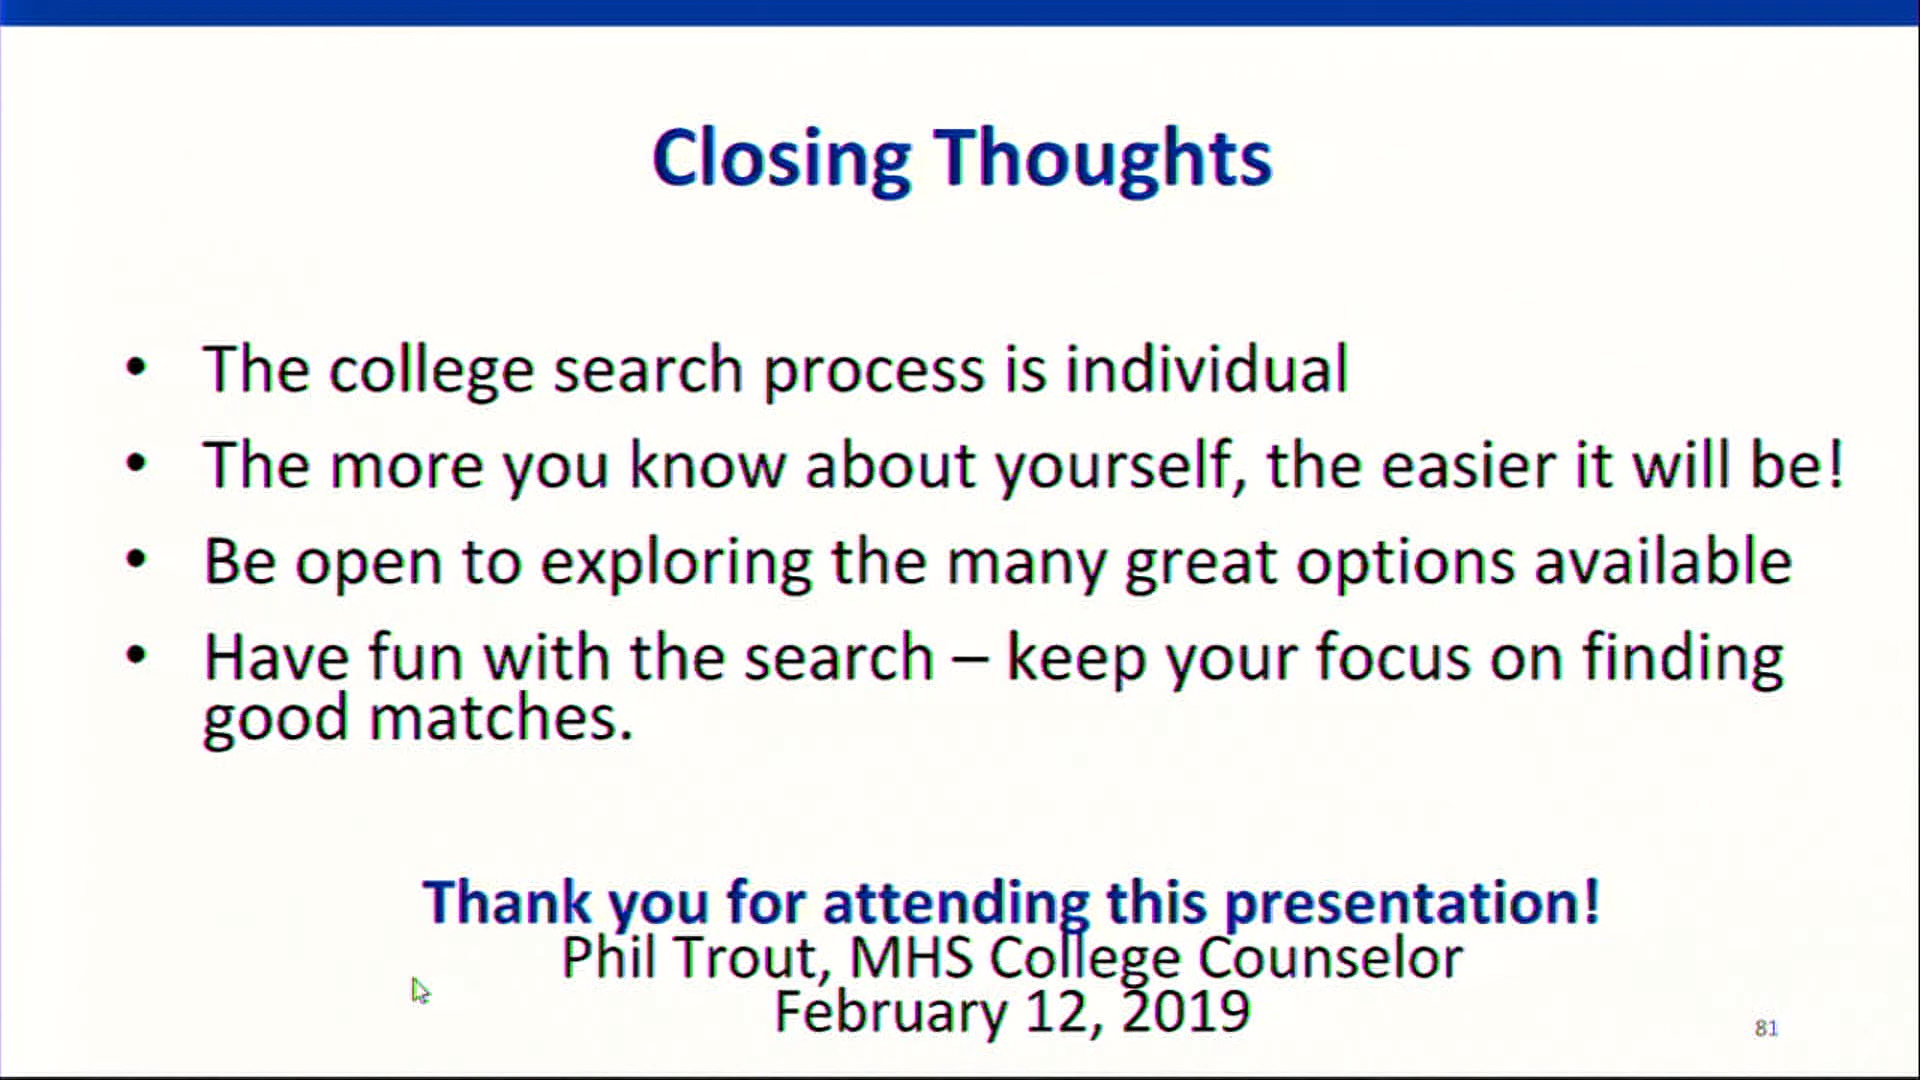 Closing Thoughts
• The college search process is individual
• The more you know about yourself, the easier it will be!
• Be open to exploring the many great options available
• Have fun with the search – keep your focus on finding
good matches.
Thank you for attending this presentation!
Phil Trout, MHS College Counselor
February 12, 2019
81